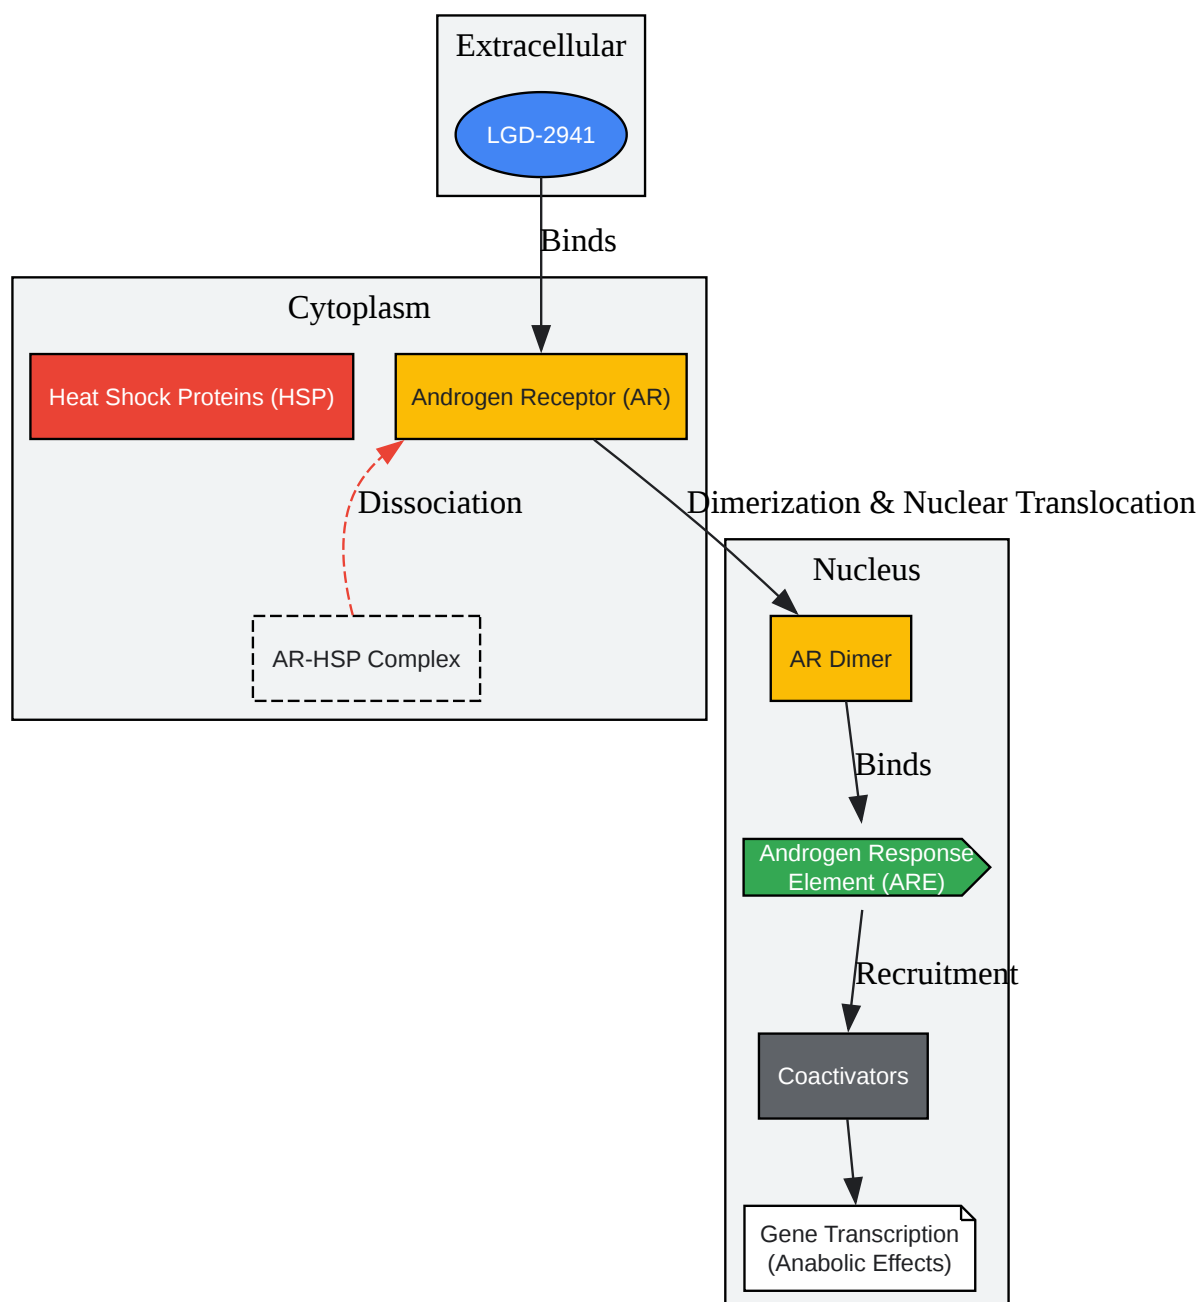 Extracellular
LGD-2941
Binds
Cytoplasm
Heat Shock Proteins (HSP)
Androgen Receptor (AR)
Dissociation
Dimerization & Nuclear Translocation
Nucleus
AR-HSP Complex
AR Dimer
Binds
Androgen Response
Element (ARE)
Recruitment
Coactivators
Gene Transcription
(Anabolic Effects)